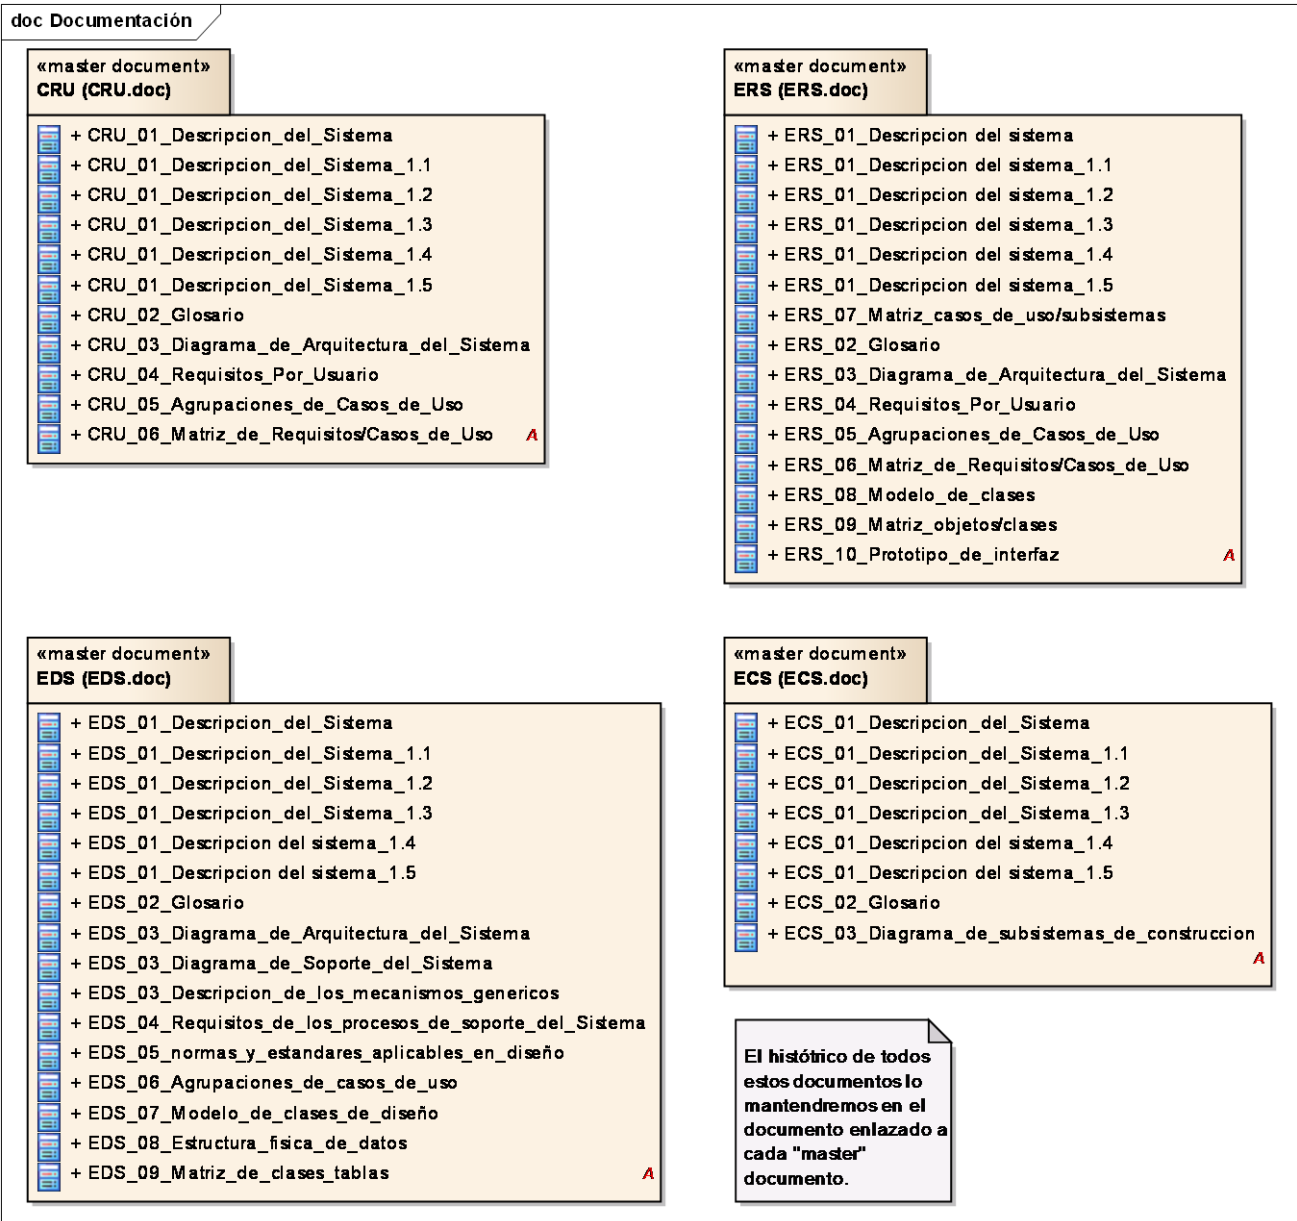 doc Documentación
«master document»
CRU (CRU.doc)
+ CRU_01_Descripcion_del_Sistema
+ CRU_01_Descripcion_del_Sistema_1.1
+ CRU_01_Descripcion_del_Sistema_1.2
+ CRU_01_Descripcion_del_Sistema_1.3
+ CRU_01_Descripcion_del_Sistema_1.4
+ CRU_01_Descripcion_del_Sistema_1.5
+ CRU_02_Glosario
+ CRU_03_Diagrama_de_Arquitectura_del_Sistema
+ CRU_04_Requisitos_Por_Usuario
+ CRU_05_Agrupaciones_de_Casos_de_Uso
+ CRU_06_Matriz_de_Requisitos/Casos_de_Uso A
«master document»
ERS (ERS.doc)
+ ERS_01_Descripcion del sistema
+ ERS_01_Descripcion del sistema_1.1
+ ERS_01_Descripcion del sistema_1.2
+ ERS_01_Descripcion del sistema_1.3
+ ERS_01_Descripcion del sistema_1.4
+ ERS_01_Descripcion del sistema_1.5
+ ERS_07_Matriz_casos_de_uso/subsistemas
+ ERS_02_Glosario
+ ERS_03_Diagrama_de_Arquitectura_del_Sistema
+ ERS_04_Requisitos_Por_Usuario
+ ERS_05_Agrupaciones_de_Casos_de_Uso
+ ERS_06_Matriz_de_Requisitos/Casos_de_Uso
+ ERS_08_Modelo_de_clases
+ ERS_09_Matriz_objetos/clases
+ ERS_10_Prototipo_de_interfaz A
«master document»
EDS (EDS.doc)
+ EDS_01_Descripcion_del_Sistema
+ EDS_01_Descripcion_del_Sistema_1.1
+ EDS_01_Descripcion_del_Sistema_1.2
+ EDS_01_Descripcion_del_Sistema_1.3
+ EDS_01_Descripcion del sistema_1.4
+ EDS_01_Descripcion del sistema_1.5
+ EDS_02_Glosario
+ EDS_03_Diagrama_de_Arquitectura_del_Sistema
+ EDS_03_Diagrama_de_Soporte_del_Sistema
+ EDS_03_Descripcion_de_los_mecanismos_genericos
+ EDS_04_Requisitos_de_los_procesos_de_soporte_del_Sistema
+ EDS_05_normas_y_estandares_aplicables_en_diseño
+ EDS_06_Agrupaciones_de_casos_de_uso
+ EDS_07_Modelo_de_clases_de_diseño
+ EDS_08_Estructura_fisica_de_datos
+ EDS_09_Matriz_de_clases_tablas A
«master document»
ECS (ECS.doc)
+ ECS_01_Descripcion_del_Sistema
+ ECS_01_Descripcion_del_Sistema_1.1
+ ECS_01_Descripcion_del_Sistema_1.2
+ ECS_01_Descripcion_del_Sistema_1.3
+ ECS_01_Descripcion del sistema_1.4
+ ECS_01_Descripcion del sistema_1.5
+ ECS_02_Glosario
+ ECS_03_Diagrama_de_subsistemas_de_construccion
A
El histótrico de todos
estos documentos lo
mantendremos en el
documento enlazado a
cada "master"
documento.